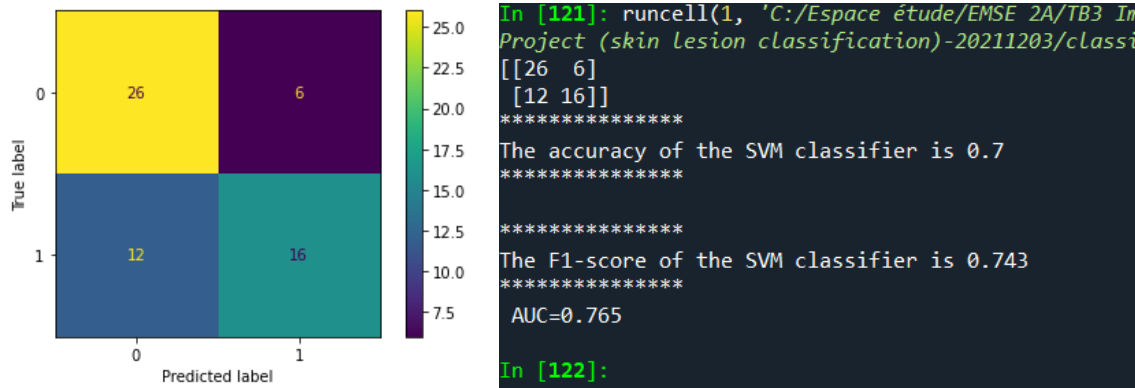 0
26
6
1
12
16
0
1
True label
Predicted label
25.0
22.5
20.0
17.5
15.0
12.5
10.0
7.5
In [121]: runcell(1, 'C:/Espace étude/EMSE 2A/TB3 Im
Project (skin lesion classification)-20211203/classi
[[26  6]
 [12 16]]
***************
The accuracy of the SVM classifier is 0.7
***************
***************
The F1-score of the SVM classifier is 0.743
***************
 AUC=0.765
In [122]: